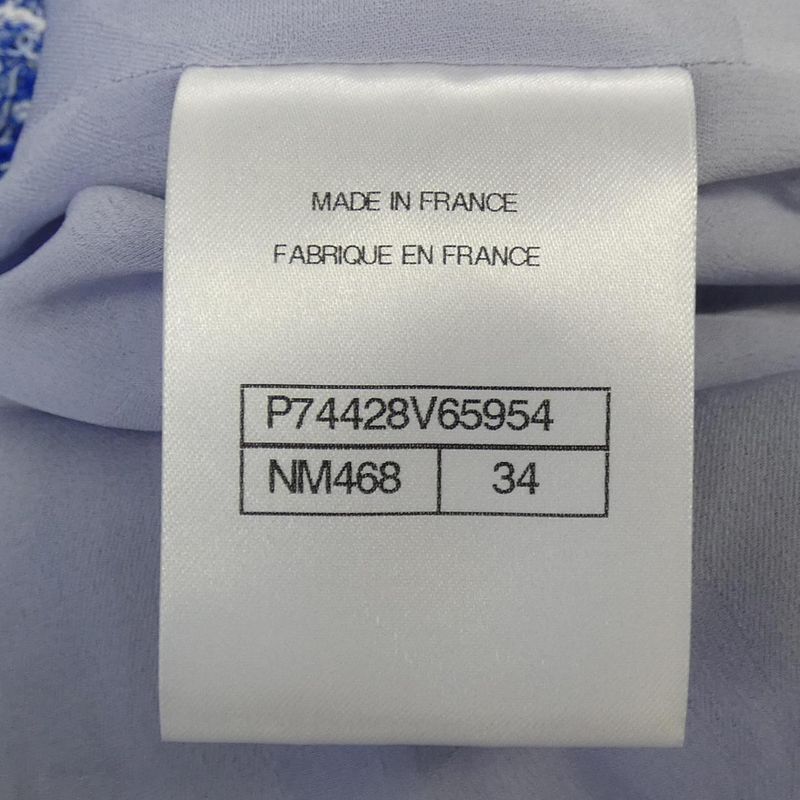 MADE IN FRANCE
FABRIQUE EN FRANCE
P74428V65954
NM468 34